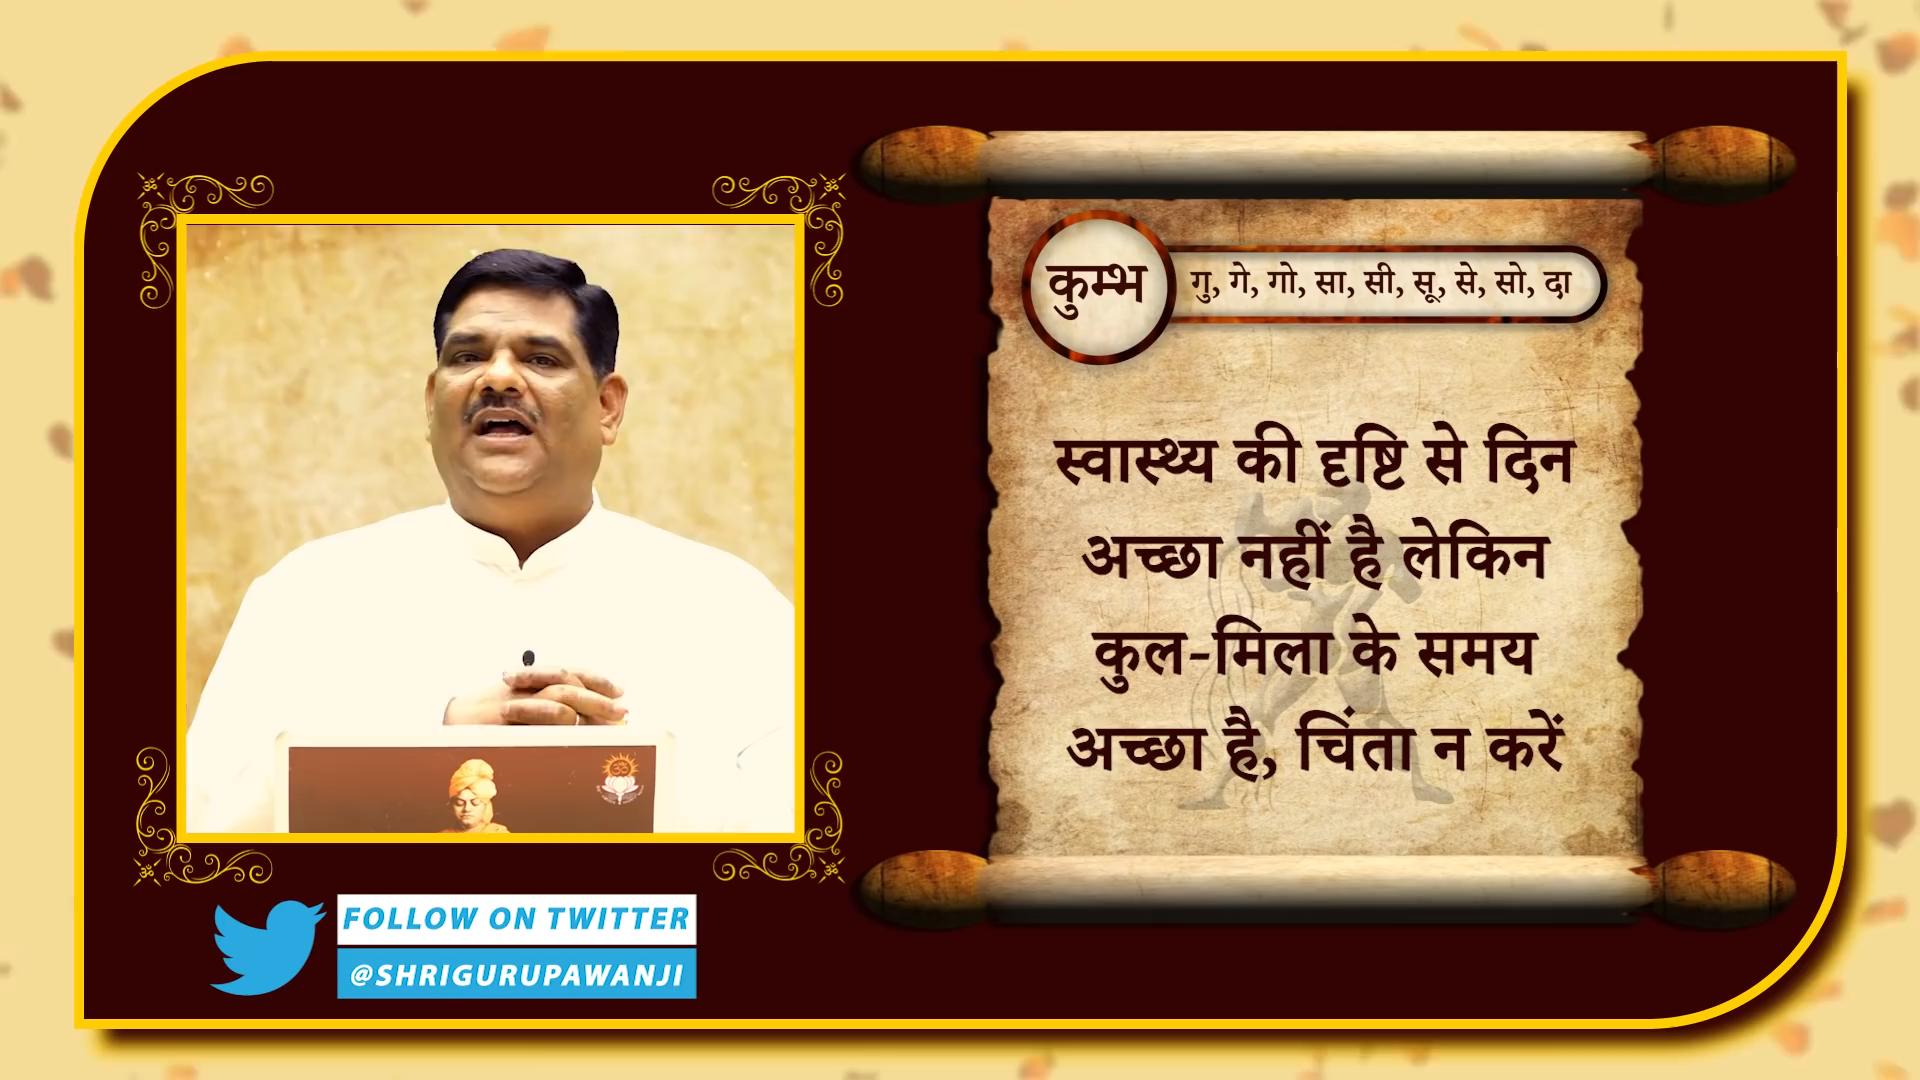 कुम्भ
गु, गे, गो, सा, सी, सू, से, सो, दा
स्वास्थ्य की दृष्टि से दिन
अच्छा नहीं है लेकिन
कुल-मिला के समय
अच्छा है, चिंता न करें
FOLLOW ON TWITTER
@SHRIGURUPAWANJI